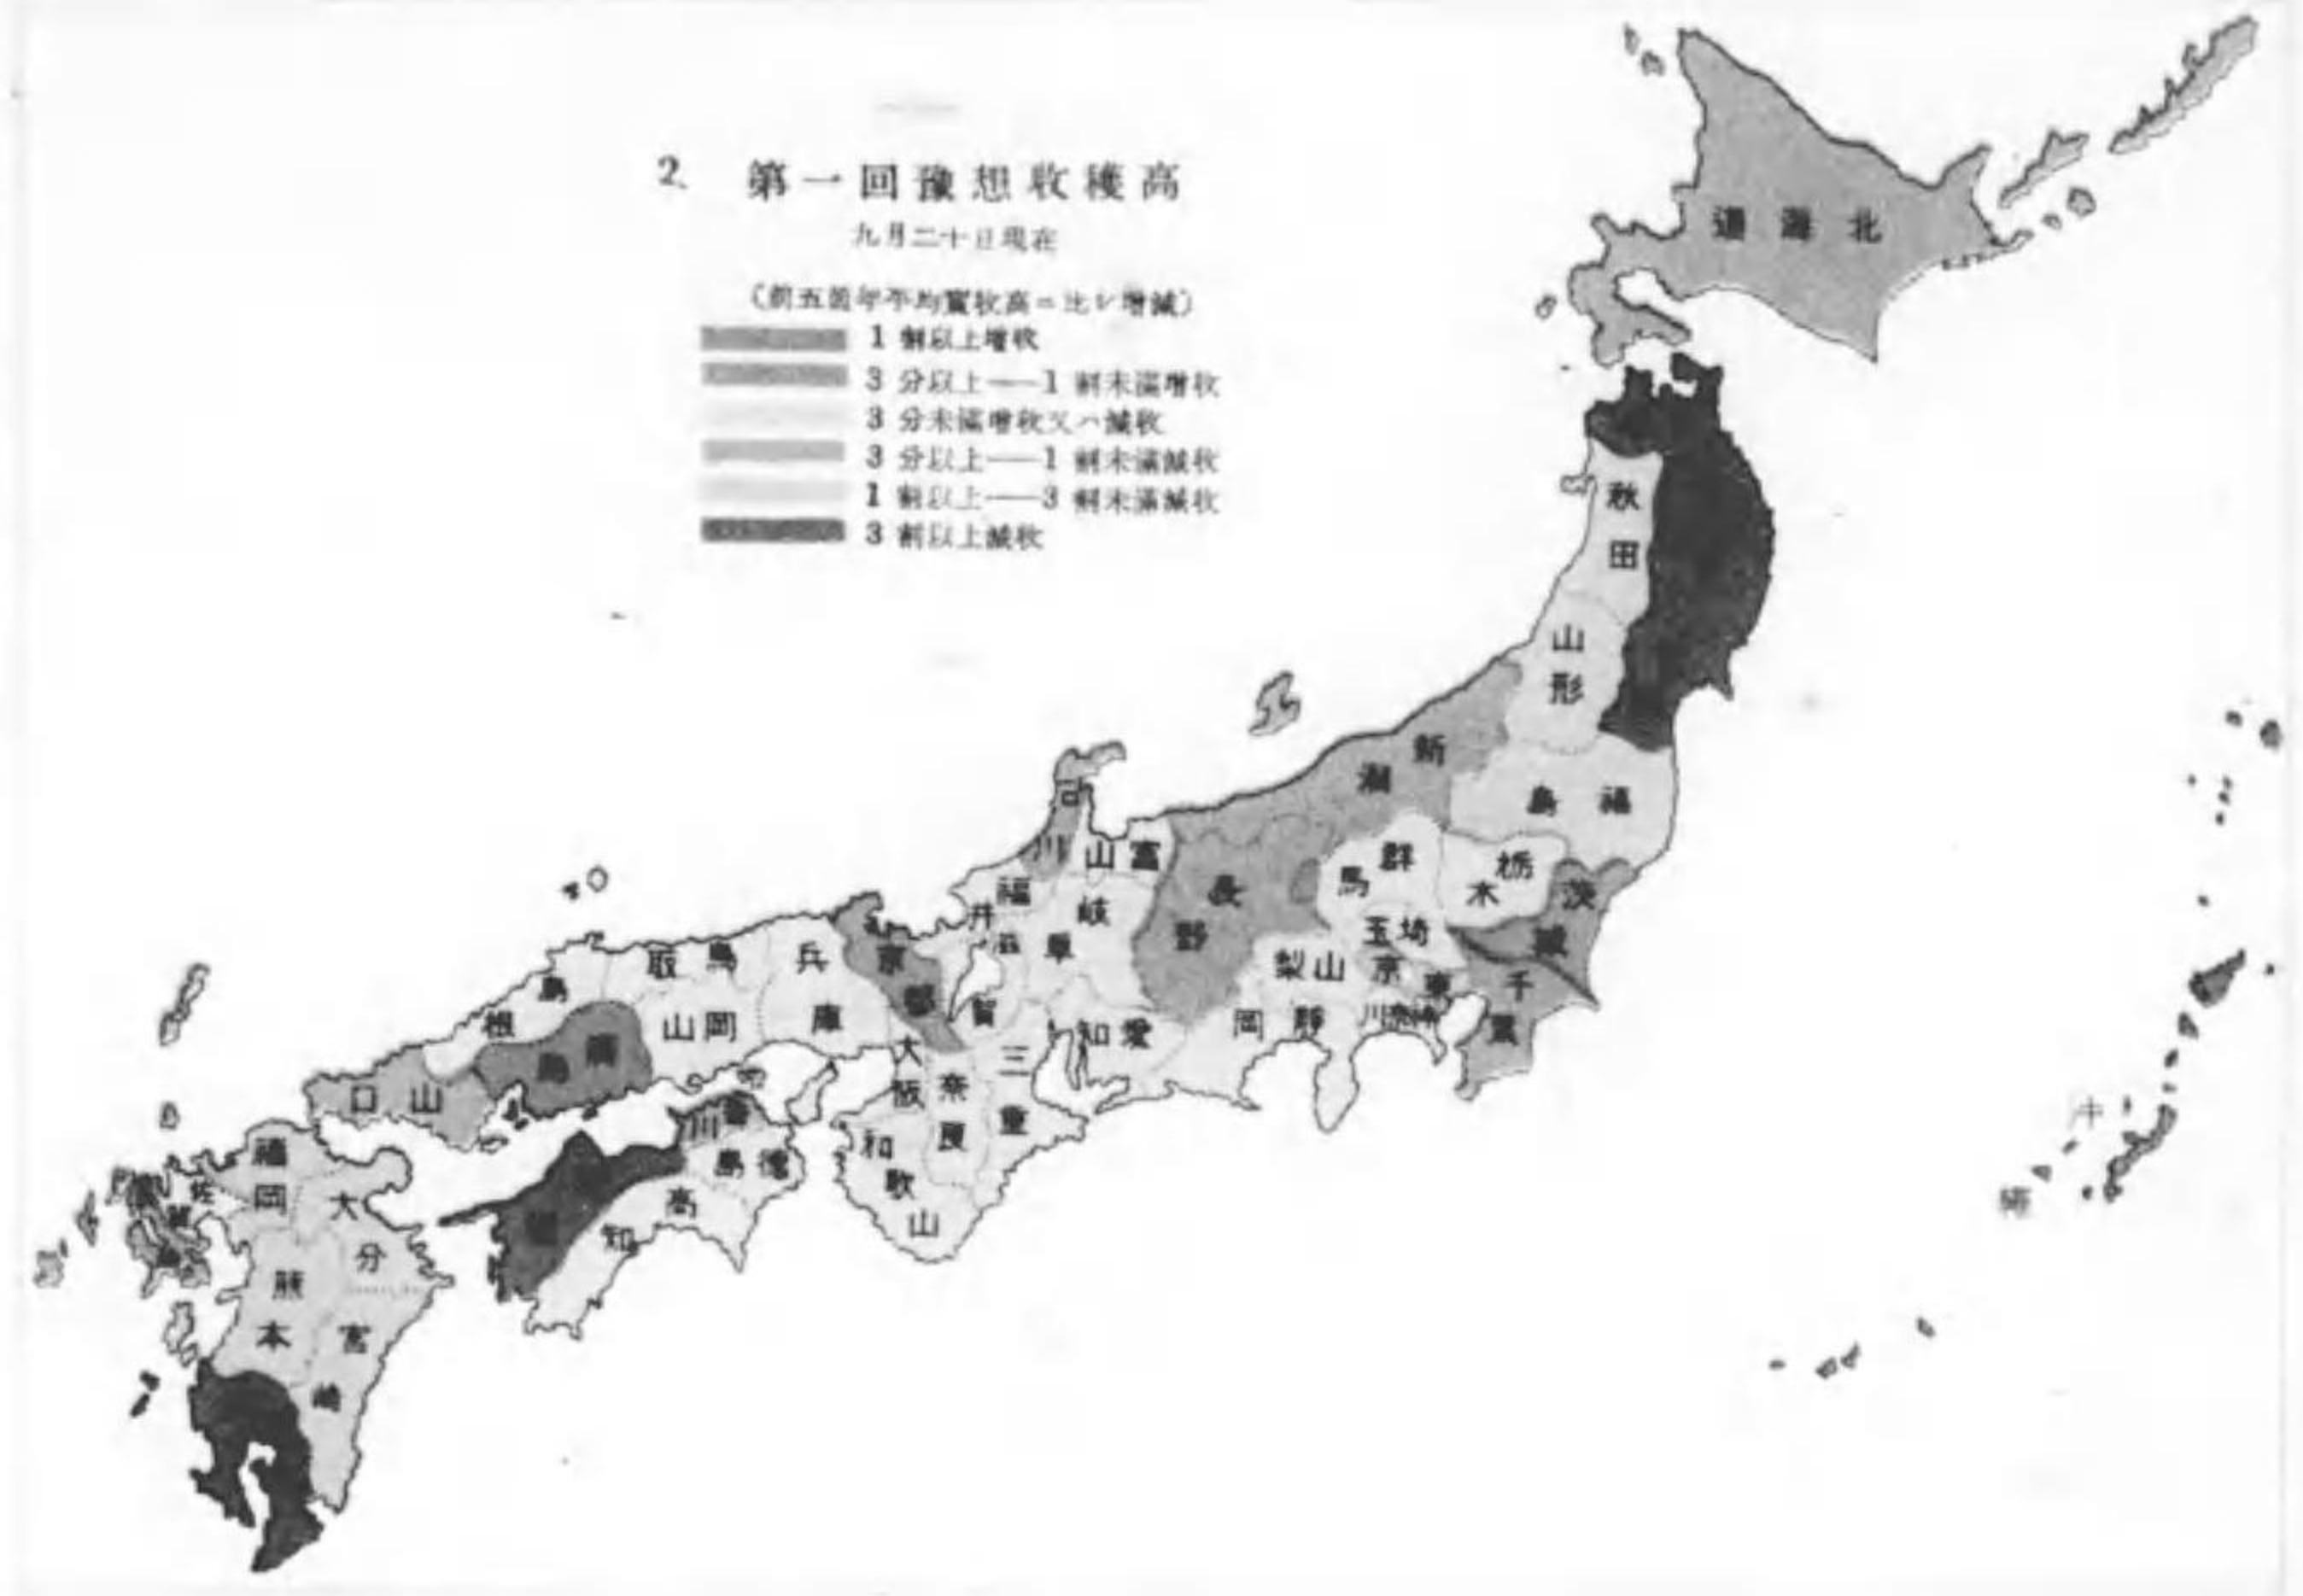 2. 第一回豫想收穫高
九月二十日現在
(前五箇年平均實收高ニ比シ增減)
1 割以上增收
3 分以上——1 割未滿增收
3 分未滿增收又ハ減收
3 分以上——1 割未滿減收
1 割以上——3 割未滿減收
3 割以上減收
北海道
秋田
山形
新潟
福島
群馬
栃木
茨城
埼玉
千葉
東京
神奈川
山梨
長野
靜岡
愛知
富山
石川
福井
岐阜
滋賀
三重
京都
大阪
奈良
和歌山
兵庫
鳥取
岡山
島根
廣島
山口
香川
德島
高知
福岡
佐賀
大分
熊本
宮崎
沖繩